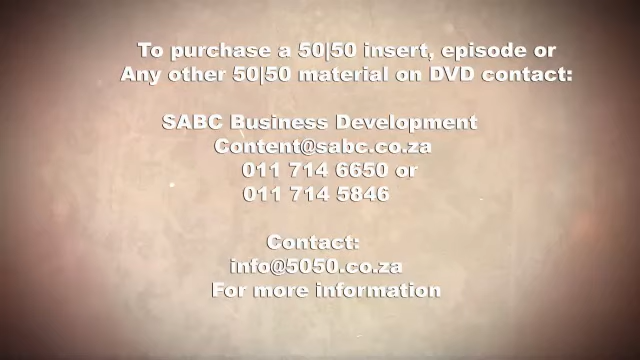 To purchase a 50|50 insert, episode or
Any other 50|50 material on DVD contact:
SABC Business Development
Content@sabc.co.za
011 714 6650 or
011 714 5846
Contact:
info@5050.co.za
For more information